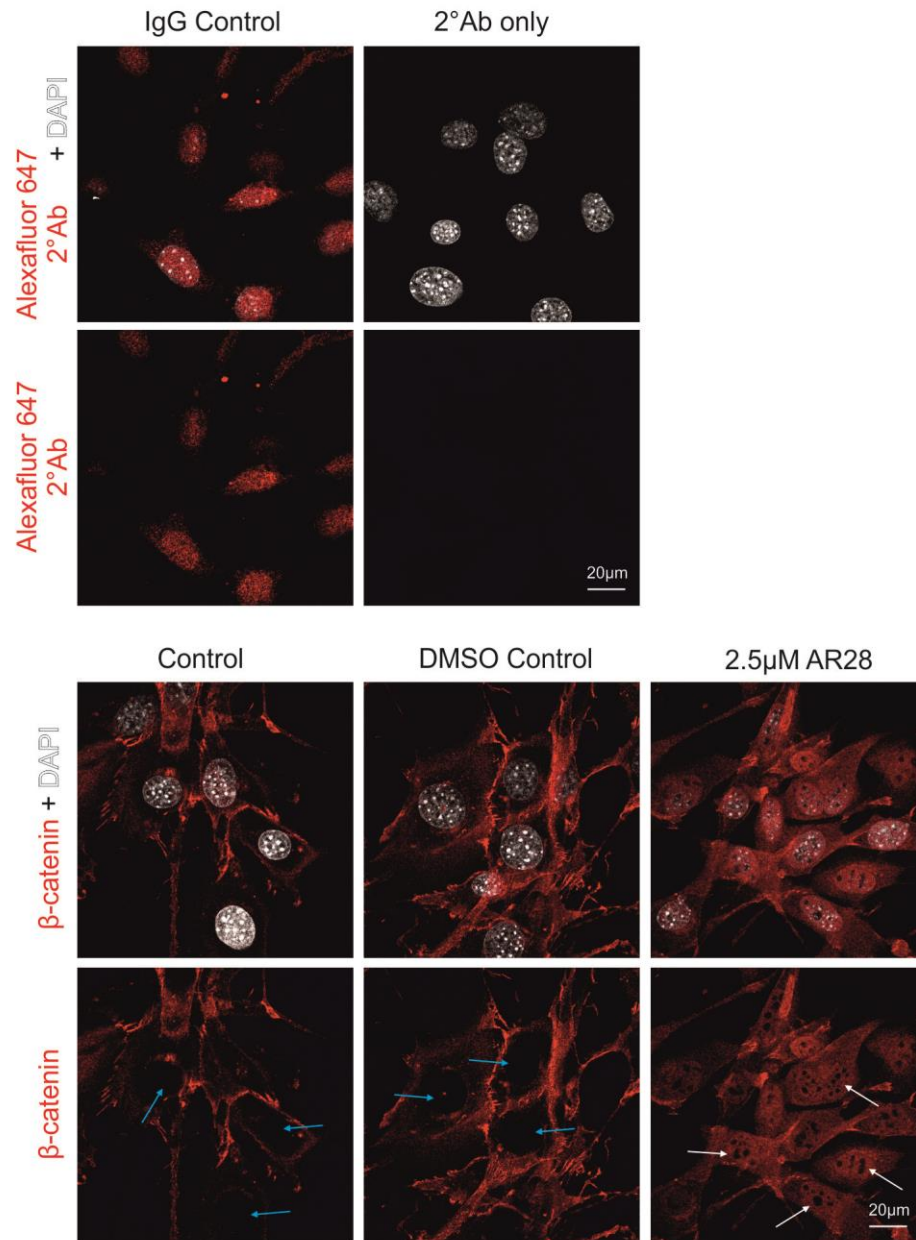 IgG Control
2°Ab only
Alexafluor 647 + DAPI
2°Ab
Alexafluor 647
2°Ab
20µm
Control
DMSO Control
2.5µM AR28
β-catenin + DAPI
β-catenin
20µm